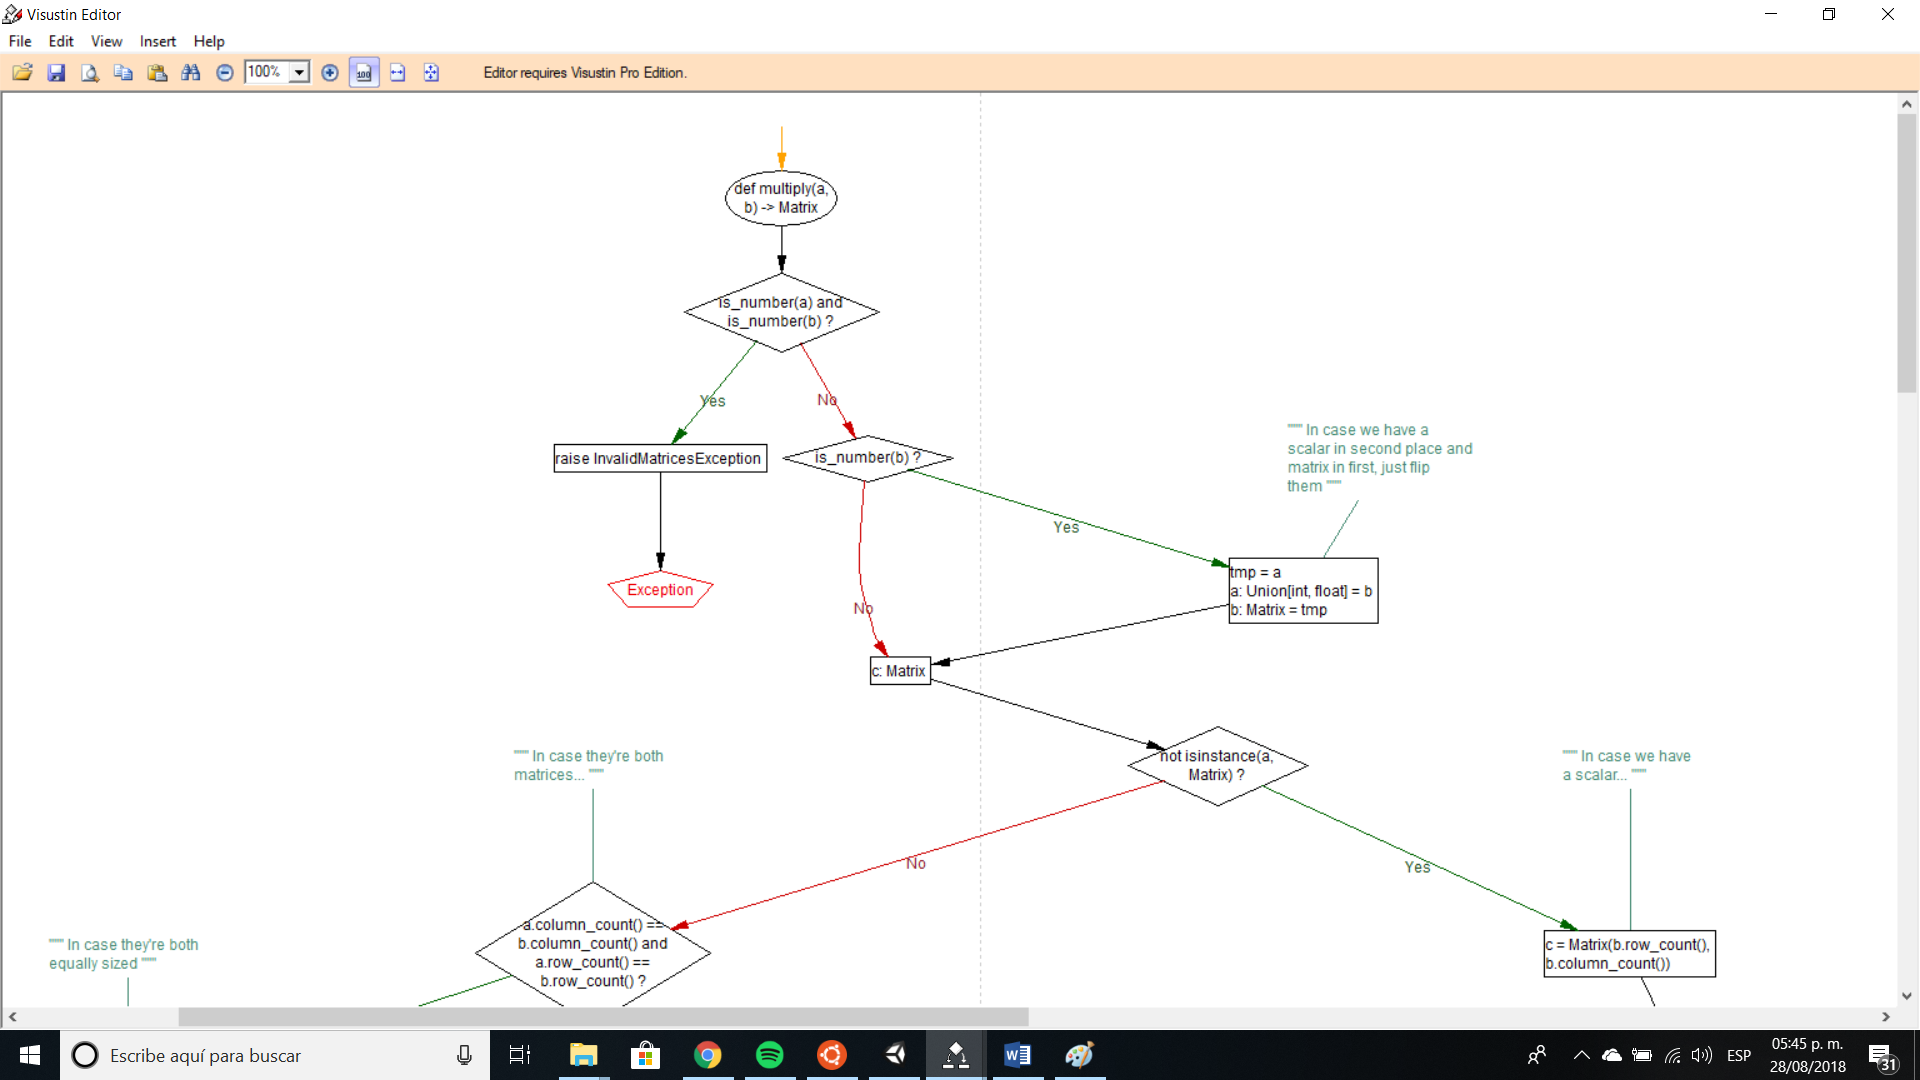 Visustin Editor
File Edit View Insert Help
100%
100
Editor requires Visustin Pro Edition.
def multiply(a,
b) -> Matrix
is_number(a) and
is_number(b) ?
Yes
No
raise InvalidMatricesException
is_number(b) ?
""" In case we have a
scalar in second place and
matrix in first, just flip
them """
Yes
Exception
No
tmp = a
a: Union[int, float] = b
b: Matrix = tmp
c: Matrix
""" In case they're both
matrices... """
not isinstance(a,
Matrix) ?
""" In case we have
a scalar... """
No
Yes
a.column_count() ==
b.column_count() and
a.row_count() ==
b.row_count() ?
""" In case they're both
equally sized """
c = Matrix(b.row_count(),
b.column_count())
Escribe aquí para buscar
ESP
05:45 p. m.
28/08/2018
31